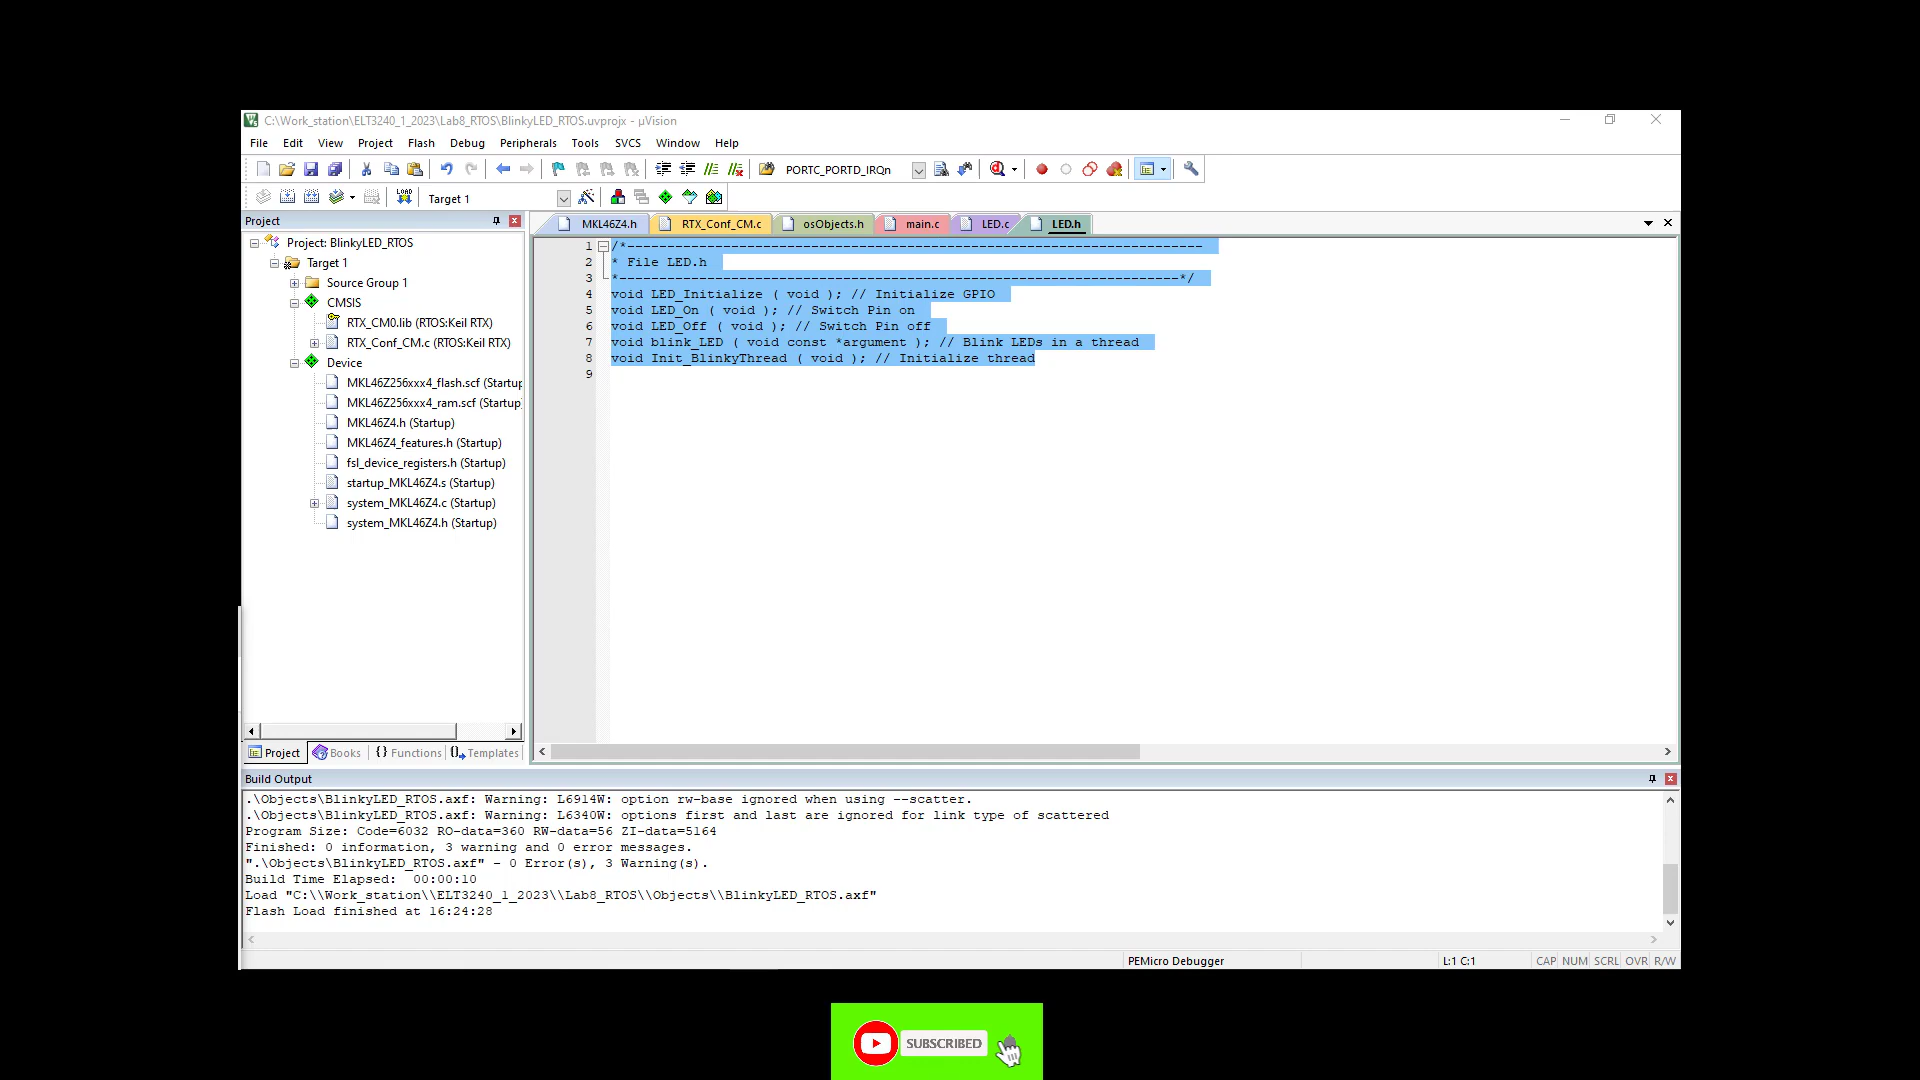 C:\Work_station\ELT3240_1_2023\Lab8_RTOS\BlinkyLED_RTOS.uvprojx - µVision
File Edit View Project Flash Debug Peripherals Tools SVCS Window Help
PORTC_PORTD_IRQn
LOAD Target 1
Project
MKL46Z4.h RTX_Conf_CM.c osObjects.h main.c LED.c LED.h
Project: BlinkyLED_RTOS
Target 1
Source Group 1
CMSIS
RTX_CM0.lib (RTOS:Keil RTX)
RTX_Conf_CM.c (RTOS:Keil RTX)
Device
MKL46Z256xxx4_flash.scf (Startup
MKL46Z256xxx4_ram.scf (Startup
MKL46Z4.h (Startup)
MKL46Z4_features.h (Startup)
fsl_device_registers.h (Startup)
startup_MKL46Z4.s (Startup)
system_MKL46Z4.c (Startup)
system_MKL46Z4.h (Startup)
Project Books {} Functions Templates
1 /*------------------------------------------------------------------------
2 * File LED.h
3 *----------------------------------------------------------------------*/
4 void LED_Initialize ( void ); // Initialize GPIO
5 void LED_On ( void ); // Switch Pin on
6 void LED_Off ( void ); // Switch Pin off
7 void blink_LED ( void const *argument ); // Blink LEDs in a thread
8 void Init_BlinkyThread ( void ); // Initialize thread
9
Build Output
.\Objects\BlinkyLED_RTOS.axf: Warning: L6914W: option rw-base ignored when using --scatter.
.\Objects\BlinkyLED_RTOS.axf: Warning: L6340W: options first and last are ignored for link type of scattered
Program Size: Code=6032 RO-data=360 RW-data=56 ZI-data=5164
Finished: 0 information, 3 warning and 0 error messages.
".\Objects\BlinkyLED_RTOS.axf" - 0 Error(s), 3 Warning(s).
Build Time Elapsed:  00:00:10
Load "C:\\Work_station\\ELT3240_1_2023\\Lab8_RTOS\\Objects\\BlinkyLED_RTOS.axf"
Flash Load finished at 16:24:28
PEMicro Debugger L:1 C:1 CAP NUM SCRL OVR R/W
SUBSCRIBED